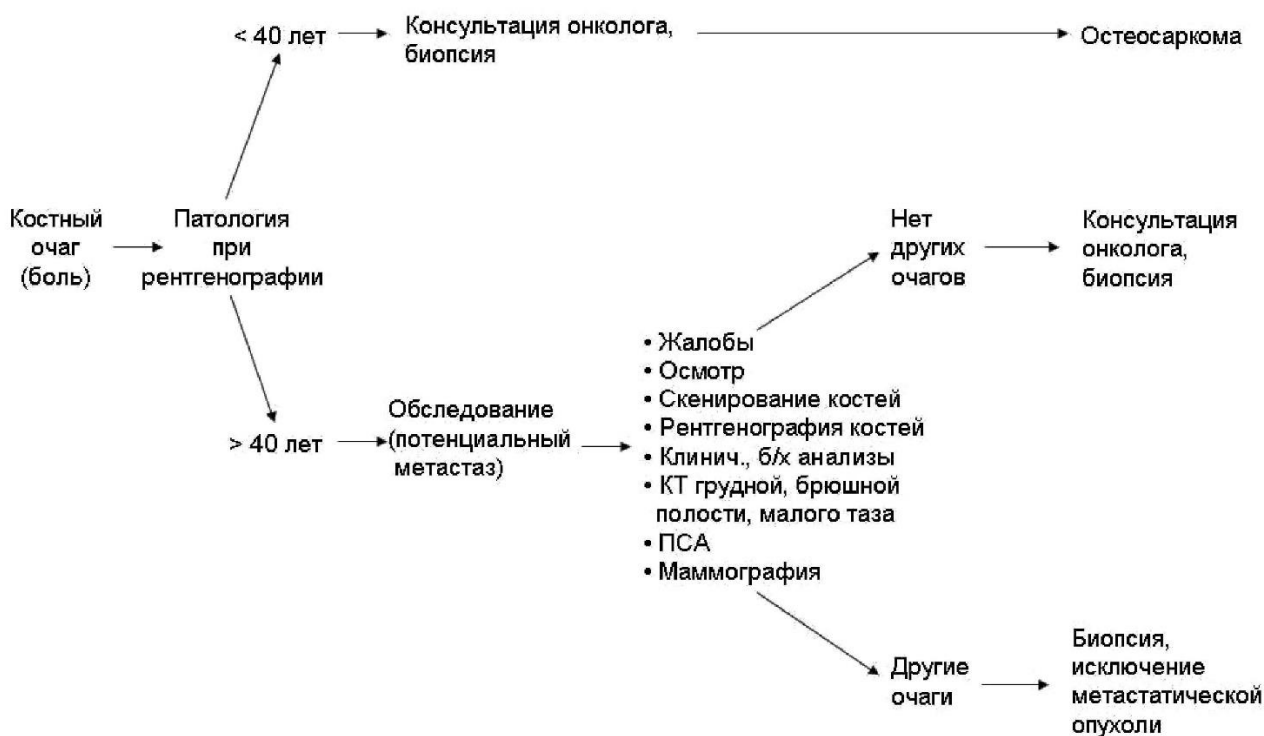 < 40 лет
Консультация онколога,
биопсия
Остеосаркома
Костный
очаг
(боль)
Патология
при
рентгенографии
Нет
других
очагов
Консультация
онколога,
биопсия
> 40 лет
Обследование
(потенциальный
метастаз)
• Жалобы
• Осмотр
• Скенирование костей
• Рентгенография костей
• Клинич., б/х анализы
• КТ грудной, брюшной
полости, малого таза
• ПСА
• Маммография
Другие
очаги
Биопсия,
исключение
метастатической
опухоли